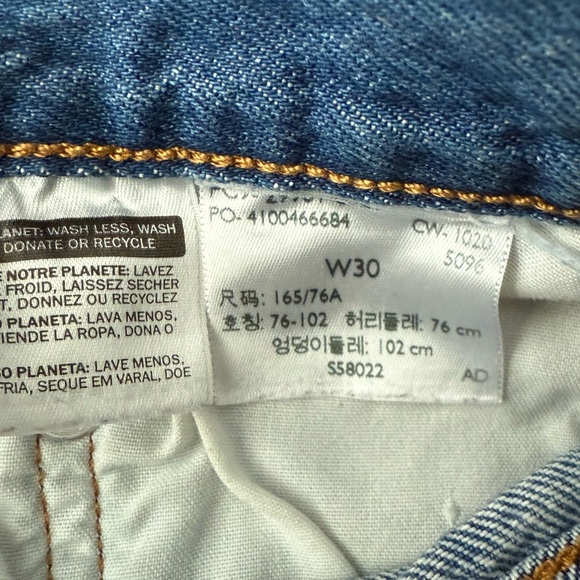 LANET: WASH LESS, WASH
DONATE OR RECYCLE
E NOTRE PLANETE: LAVEZ
FROID, LAISSEZ SECHER
T, DONNEZ OU RECYCLEZ
O PLANETA: LAVA MENOS,
TIENDE LA ROPA, DONA O
SO PLANETA: LAVE MENOS,
FRIA, SEQUE EM VARAL, DOE
PO- 4100466684
CW- 1020
5096
W30
尺码: 165/76A
호칭: 76-102 허리둘레: 76 cm
엉덩이둘레: 102 cm
S58022
AD